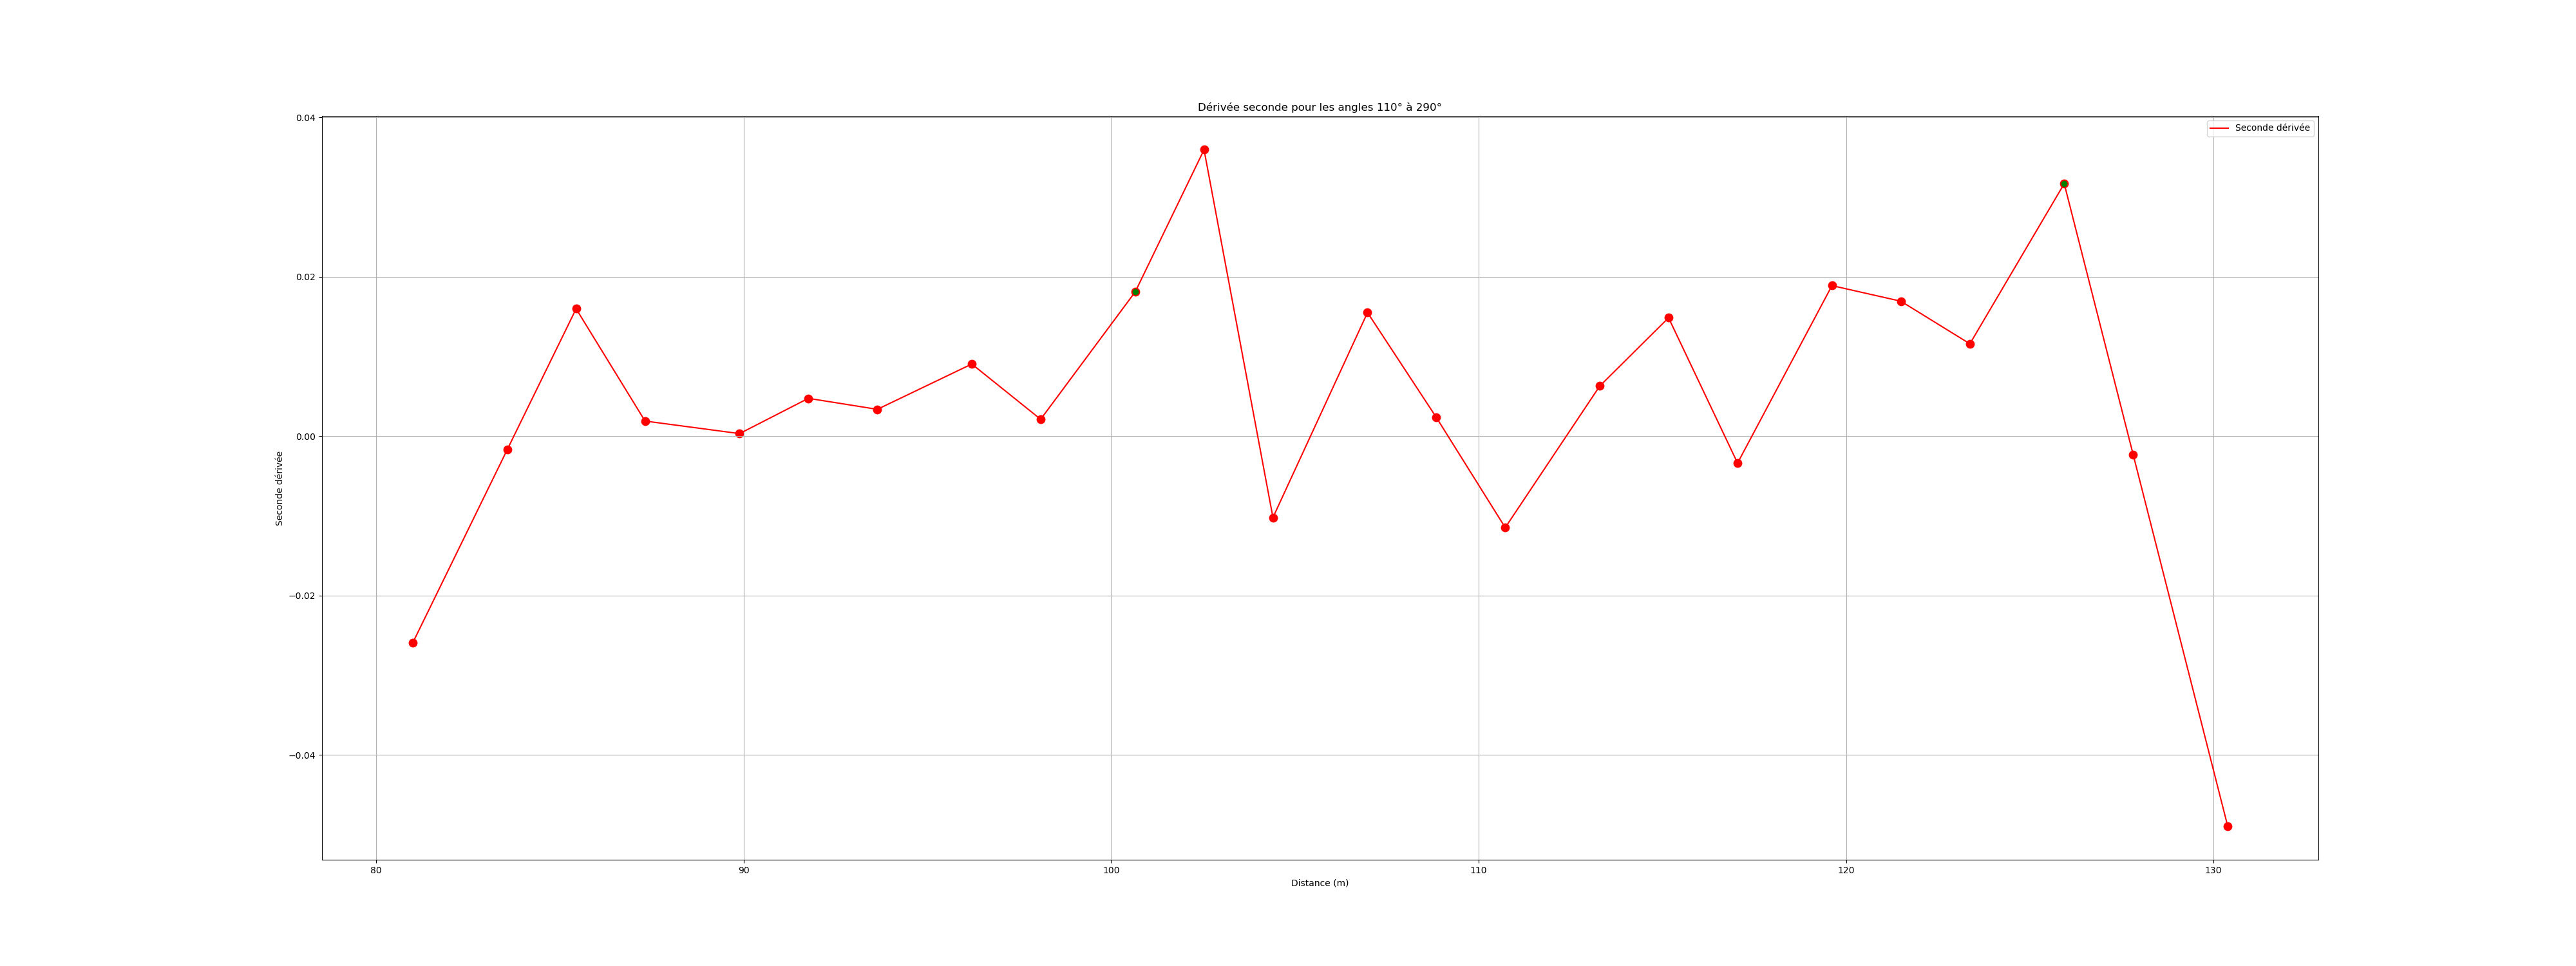 Dérivée seconde pour les angles 110° à 290°
Seconde dérivée
0.04
0.02
0.00
−0.02
−0.04
Seconde dérivée
80
90
100
110
120
130
Distance (m)